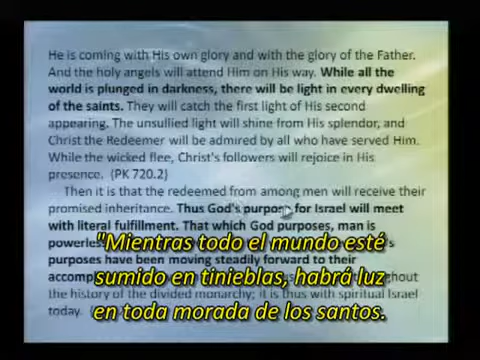 He is coming with His own glory and with the glory of the Father.
And the holy angels will attend Him on His way. While all the
world is plunged in darkness, there will be light in every dwelling
of the saints. They will catch the first light of His second
appearing. The unsullied light will shine from His splendor, and
Christ the Redeemer will be admired by all who have served Him.
While the wicked flee, Christ's followers will rejoice in His
presence. (PK 720.2)
Then it is that the redeemed from among men will receive their
promised inheritance. Thus God's purpose for Israel will meet
with literal fulfillment. That which God purposes, man is
"Mientras todo el mundo esté
purposes have been moving steadily forward to their
sumido en tinieblas, habrá luz
the history of the divided monarchy; it is thus with spiritual Israel
en toda morada de los santos.
today.